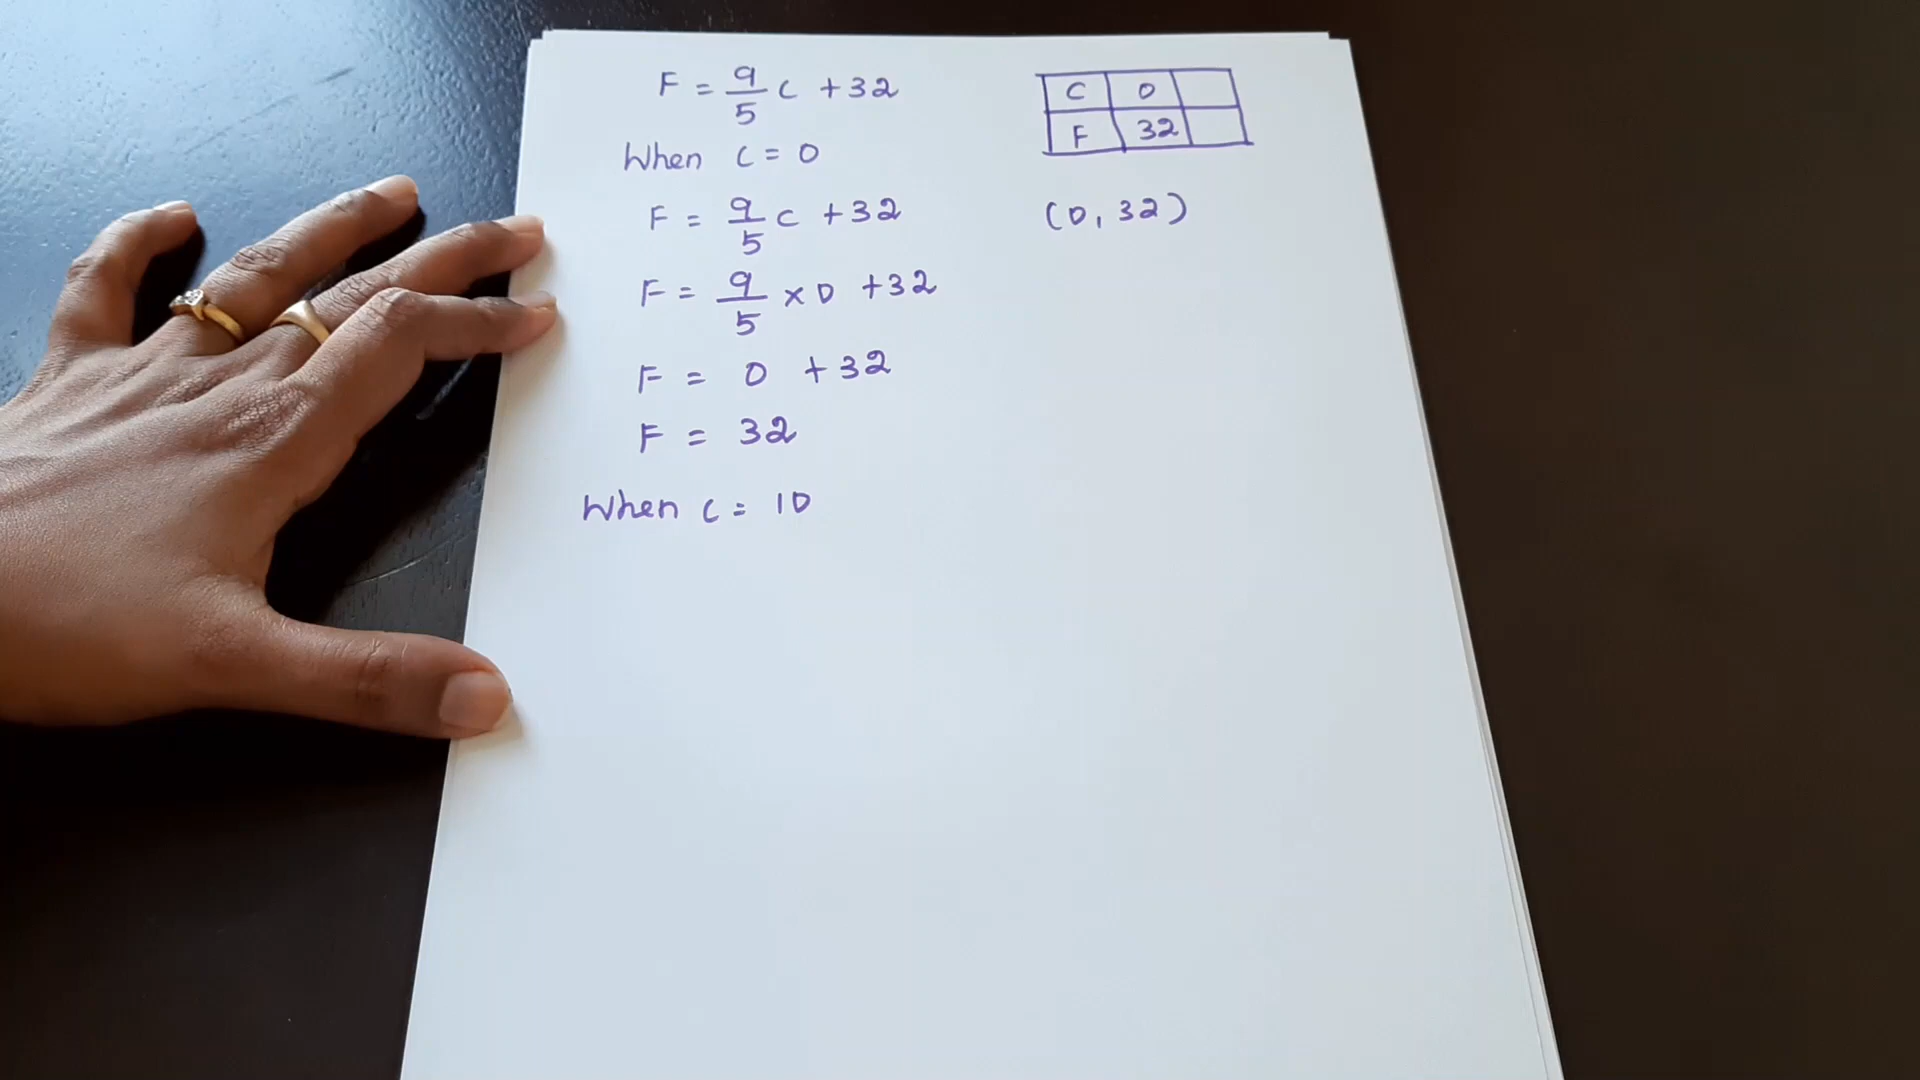 F = 9/5 C + 32
When C = 0
F = 9/5 C + 32
F = 9/5 × 0 + 32
F = 0 + 32
F = 32
When C = 10
C 0
F 32
(0, 32)